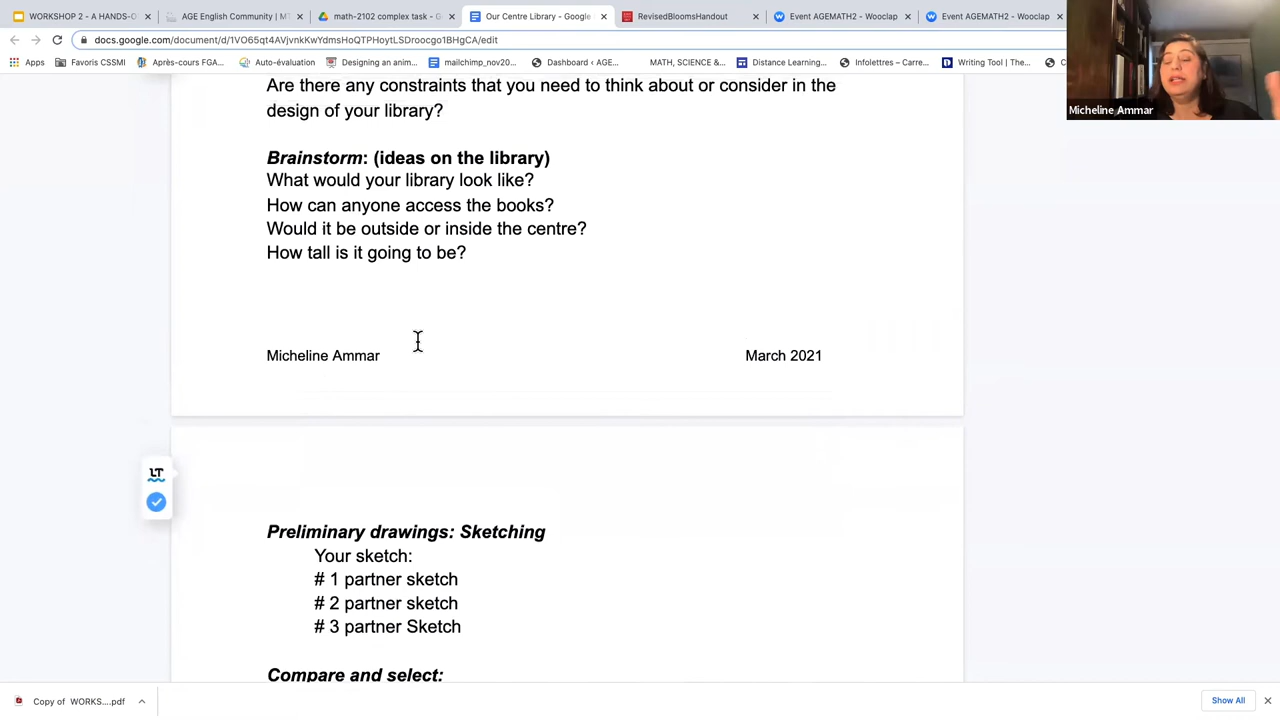 WORKSHOP 2 - A HANDS-O
AGE English Community | MT
math-2102 complex task - G
Our Centre Library - Google
RevisedBloomsHandout
Event AGEMATH2 - Wooclap
Event AGEMATH2 - Wooclap
docs.google.com/document/d/1VO65qt4AVjvnkKwYdmsHoQTPHoytLSDroocgo1BHgCA/edit
Apps
Favoris CSSMI
Après-cours FGA...
Auto-évaluation
Designing an anim...
mailchimp_nov20...
Dashboard ‹ AGE...
MATH, SCIENCE &...
Distance Learning...
Infolettres – Carre...
Writing Tool | The...
Micheline Ammar
Are there any constraints that you need to think about or consider in the
design of your library?
Brainstorm: (ideas on the library)
What would your library look like?
How can anyone access the books?
Would it be outside or inside the centre?
How tall is it going to be?
Micheline Ammar
March 2021
LT
Preliminary drawings: Sketching
Your sketch:
# 1 partner sketch
# 2 partner sketch
# 3 partner Sketch
Compare and select:
Copy of WORKS....pdf
Show All